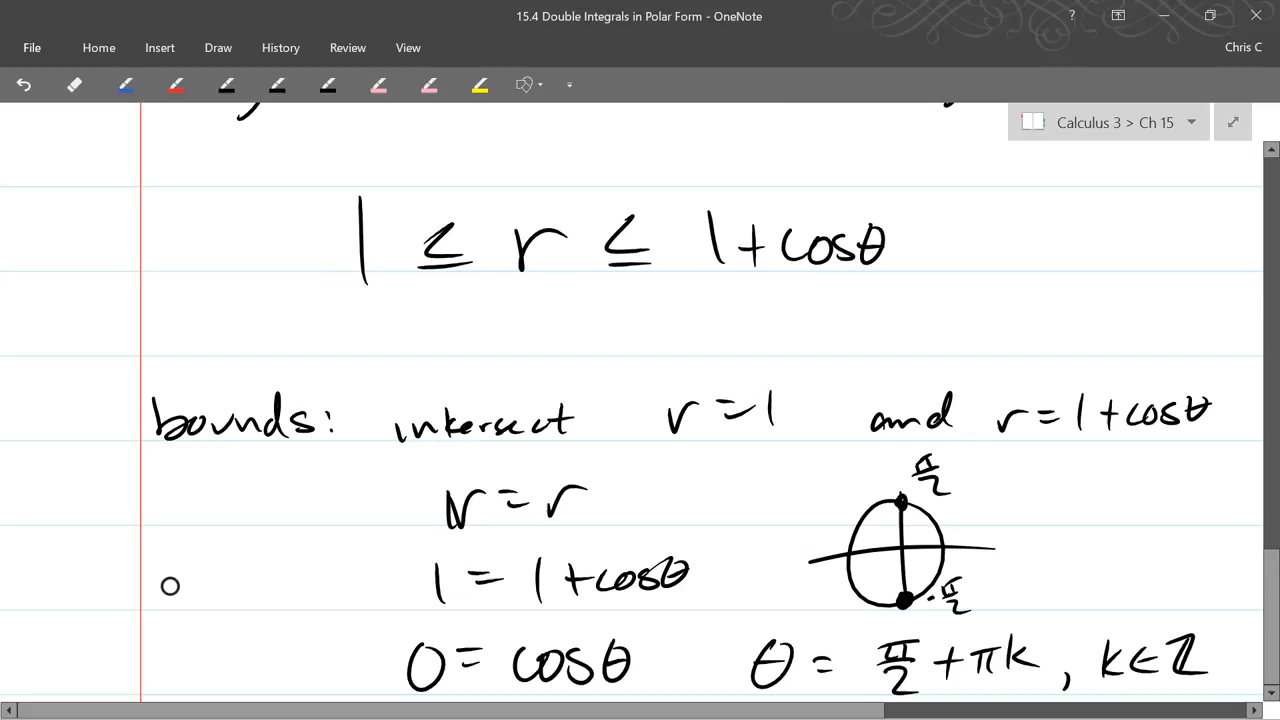 15.4 Double Integrals in Polar Form - OneNote
?
File Home Insert Draw History Review View Chris C
Calculus 3 > Ch 15
1 ≤ r ≤ 1+cosθ
bounds: intersect r=1 and r=1+cosθ
r=r
π/2
1 = 1+cosθ
-π/2
0= cosθ θ = π/2 +πk, k∈ℤ